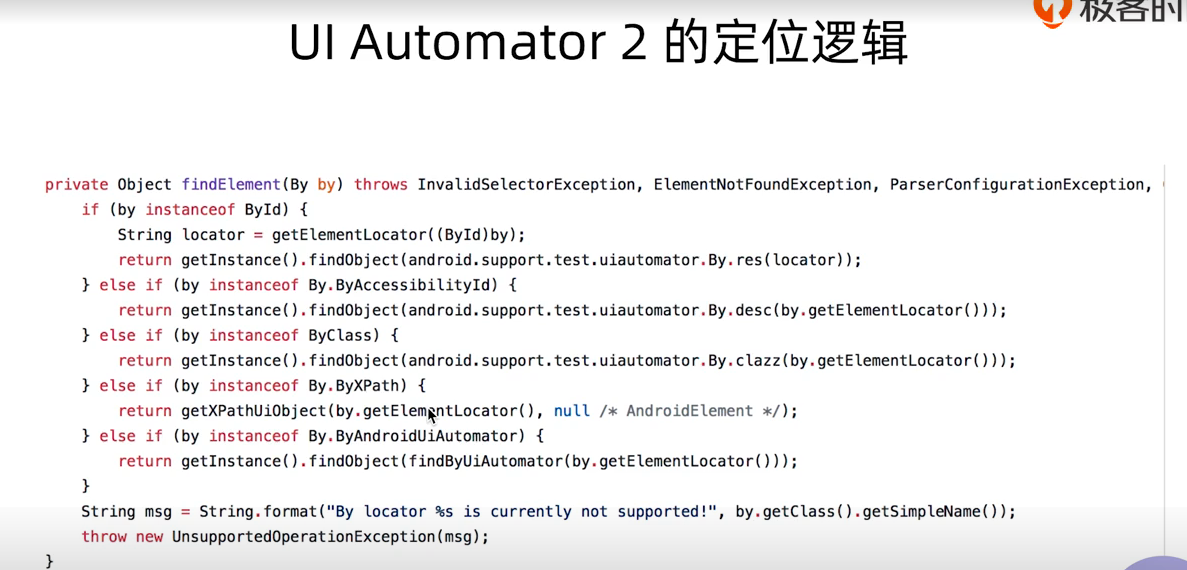 极客时
UI Automator 2 的定位逻辑
private Object findElement(By by) throws InvalidSelectorException, ElementNotFoundException, ParserConfigurationException,
if (by instanceof ById) {
String locator = getElementLocator((ById)by);
return getInstance().findObject(android.support.test.uiautomator.By.res(locator));
} else if (by instanceof By.ByAccessibilityId) {
return getInstance().findObject(android.support.test.uiautomator.By.desc(by.getElementLocator()));
} else if (by instanceof ByClass) {
return getInstance().findObject(android.support.test.uiautomator.By.clazz(by.getElementLocator()));
} else if (by instanceof By.ByXPath) {
return getXPathUiObject(by.getElementLocator(), null /* AndroidElement */);
} else if (by instanceof By.ByAndroidUiAutomator) {
return getInstance().findObject(findByUiAutomator(by.getElementLocator()));
}
String msg = String.format("By locator %s is currently not supported!", by.getClass().getSimpleName());
throw new UnsupportedOperationException(msg);
}